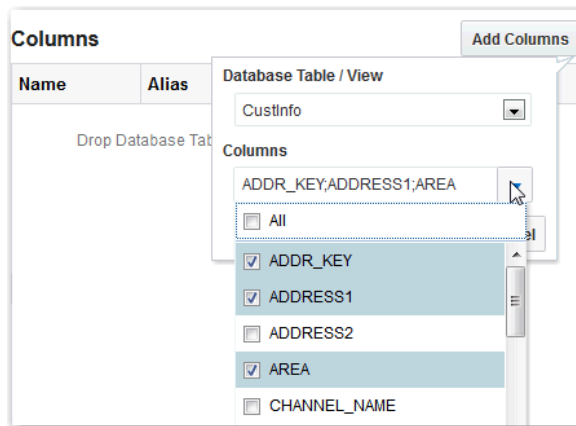 Columns
Add Columns
Name Alias
Database Table / View
CustInfo
Drop Database Tab
Columns
ADDR_KEY;ADDRESS1;AREA
All
el
ADDR_KEY
ADDRESS1
ADDRESS2
AREA
CHANNEL_NAME